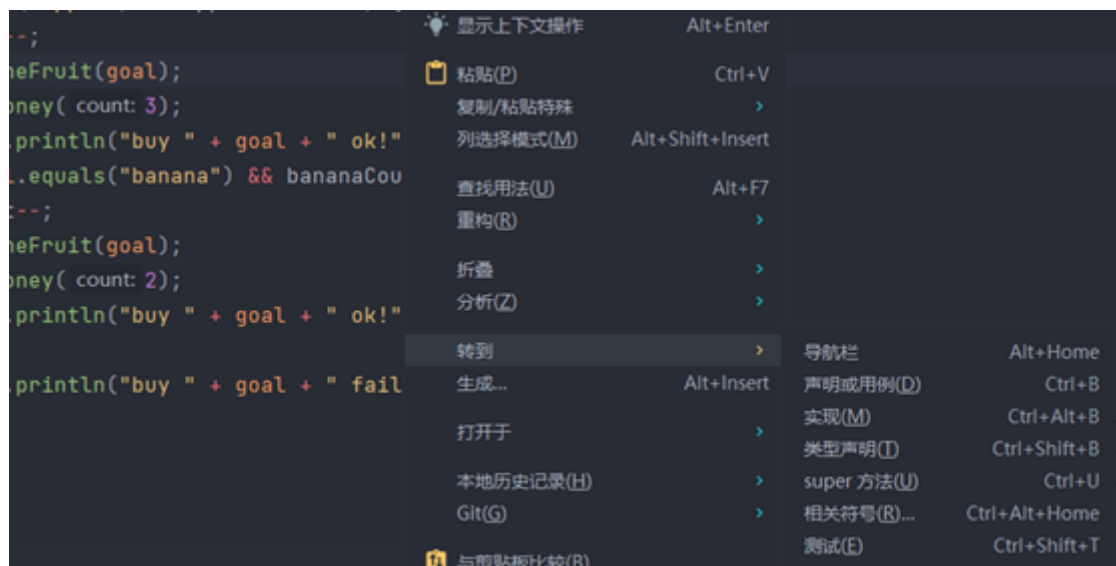 --;
neFruit(goal);
oney( count: 3);
.println("buy " + goal + " ok!"
.equals("banana") && bananaCou
--;
neFruit(goal);
oney( count: 2);
.println("buy " + goal + " ok!"
.println("buy " + goal + " fail
显示上下文操作 Alt+Enter
粘贴(P) Ctrl+V
复制/粘贴特殊
列选择模式(M) Alt+Shift+Insert
查找用法(U) Alt+F7
重构(R)
折叠
分析(Z)
转到
生成... Alt+Insert
打开于
本地历史记录(H)
Git(G)
与剪贴板比较(B)
导航栏 Alt+Home
声明或用例(D) Ctrl+B
实现(M) Ctrl+Alt+B
类型声明(T) Ctrl+Shift+B
super 方法(U) Ctrl+U
相关符号(R)... Ctrl+Alt+Home
测试(E) Ctrl+Shift+T